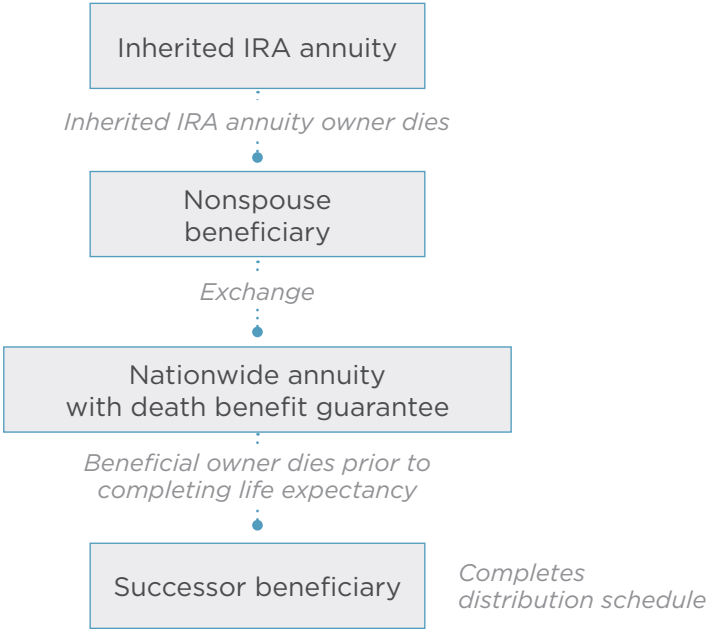 Inherited IRA annuity
Inherited IRA annuity owner dies
Nonspouse
beneficiary
Exchange
Nationwide annuity
with death benefit guarantee
Beneficial owner dies prior to
completing life expectancy
Successor beneficiary
Completes
distribution schedule